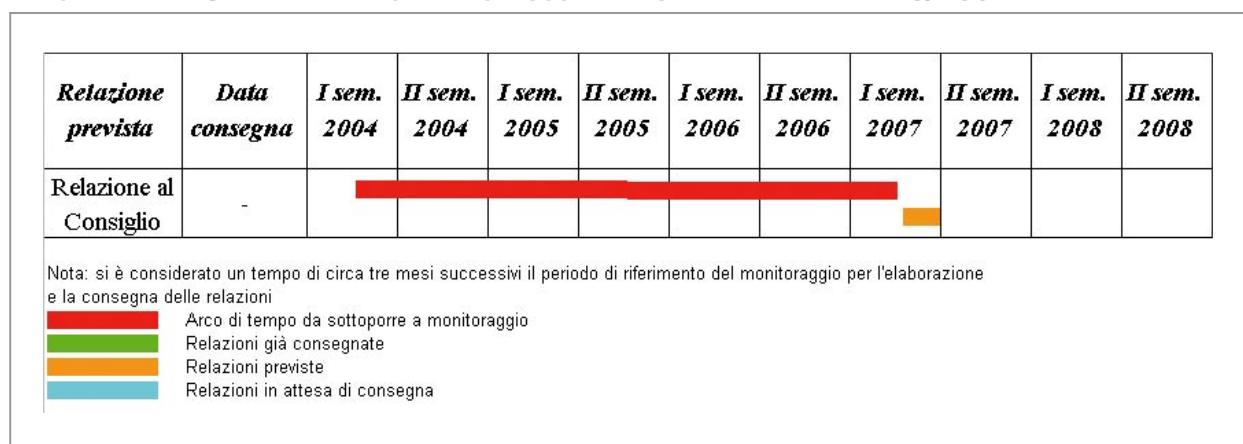 Relazione prevista Data consegna I sem. 2004 II sem. 2004 I sem. 2005 II sem. 2005 I sem. 2006 II sem. 2006 I sem. 2007 II sem. 2007 I sem. 2008 II sem. 2008
Relazione al Consiglio -
Nota: si è considerato un tempo di circa tre mesi successivi il periodo di riferimento del monitoraggio per l'elaborazione
e la consegna delle relazioni
Arco di tempo da sottoporre a monitoraggio
Relazioni già consegnate
Relazioni previste
Relazioni in attesa di consegna